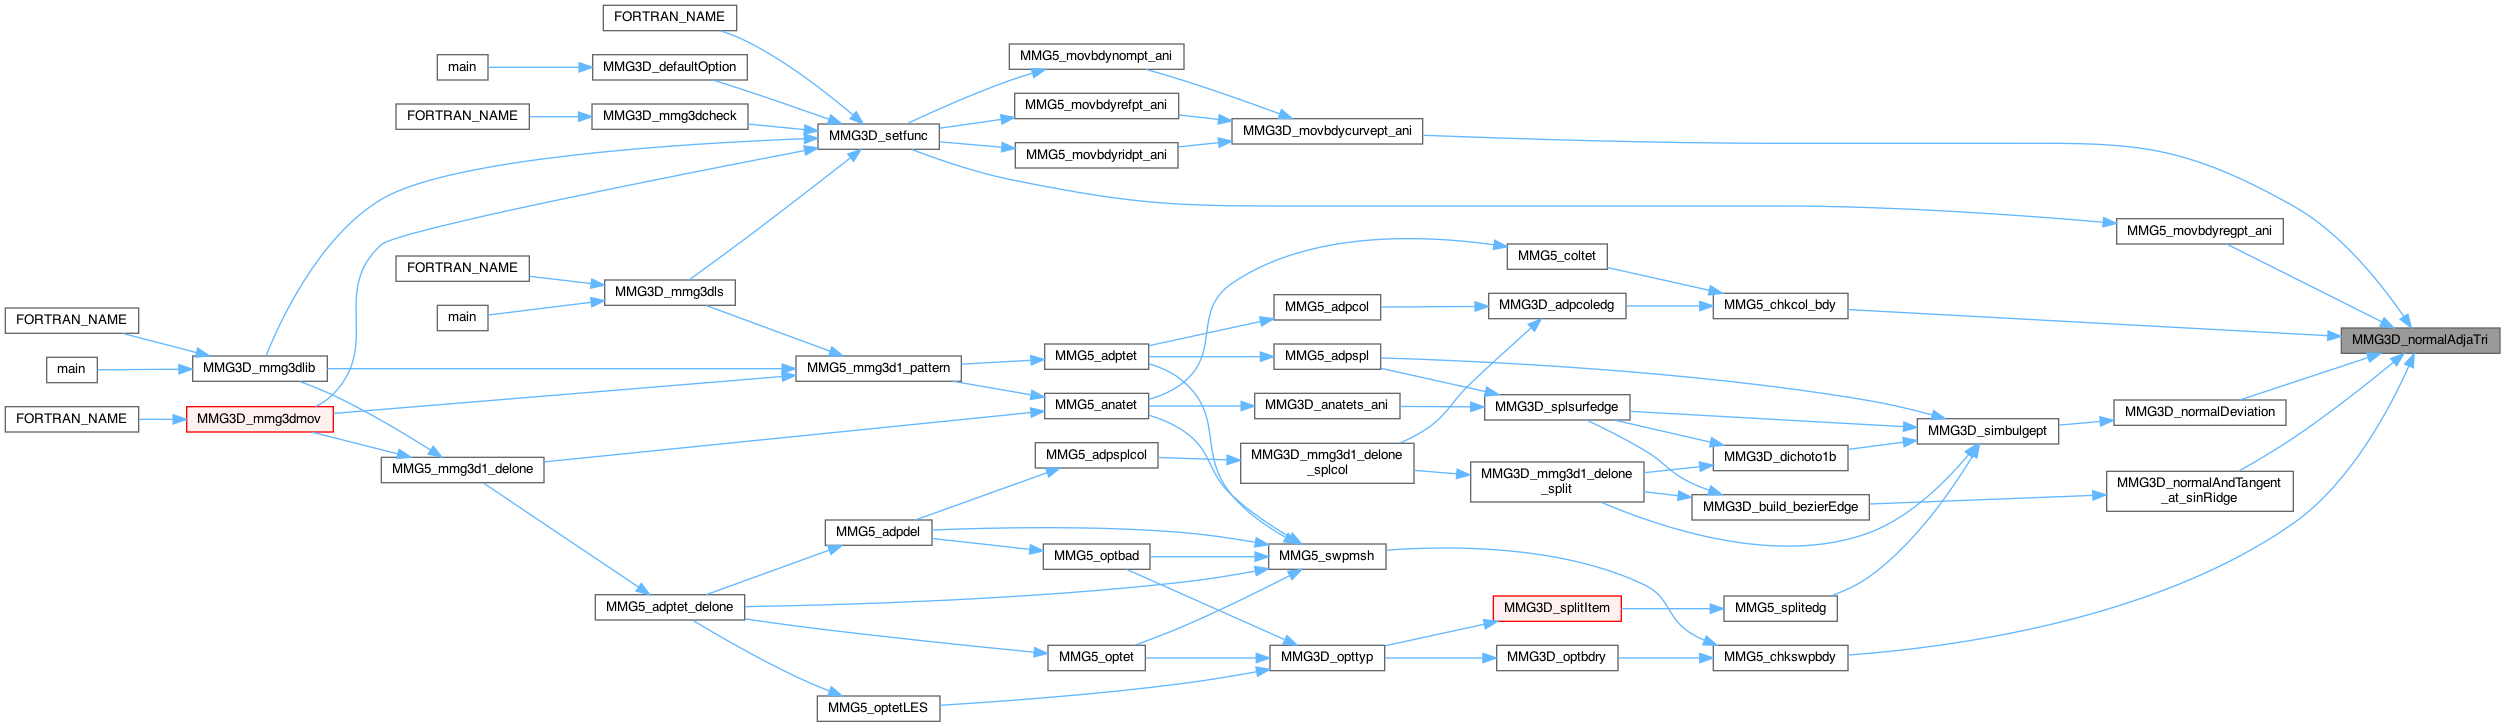 FORTRAN_NAME
main
MMG3D_defaultOption
FORTRAN_NAME
MMG3D_mmg3dcheck
MMG3D_setfunc
MMG5_movbdynompt_ani
MMG5_movbdyrefpt_ani
MMG5_movbdyridpt_ani
MMG3D_movbdycurvept_ani
MMG5_movbdyregpt_ani
FORTRAN_NAME
main
MMG3D_mmg3dls
MMG5_coltet
MMG5_adpcol
MMG3D_adpcoledg
MMG5_chkcol_bdy
MMG3D_normalAdjaTri
FORTRAN_NAME
main
MMG3D_mmg3dlib
FORTRAN_NAME
MMG3D_mmg3dmov
MMG5_mmg3d1_pattern
MMG5_adptet
MMG5_adpspl
MMG5_anatet
MMG3D_anatets_ani
MMG3D_splsurfedge
MMG3D_normalDeviation
MMG3D_simbulgept
MMG5_mmg3d1_delone
MMG5_adpsplcol
MMG3D_mmg3d1_delone
_splcol
MMG3D_mmg3d1_delone
_split
MMG3D_dichoto1b
MMG3D_build_bezierEdge
MMG3D_normalAndTangent
_at_sinRidge
MMG5_adpdel
MMG5_optbad
MMG5_swpmsh
MMG5_adptet_delone
MMG3D_splitItem
MMG5_splitedg
MMG5_optet
MMG3D_opttyp
MMG3D_optbdry
MMG5_chkswpbdy
MMG5_optetLES